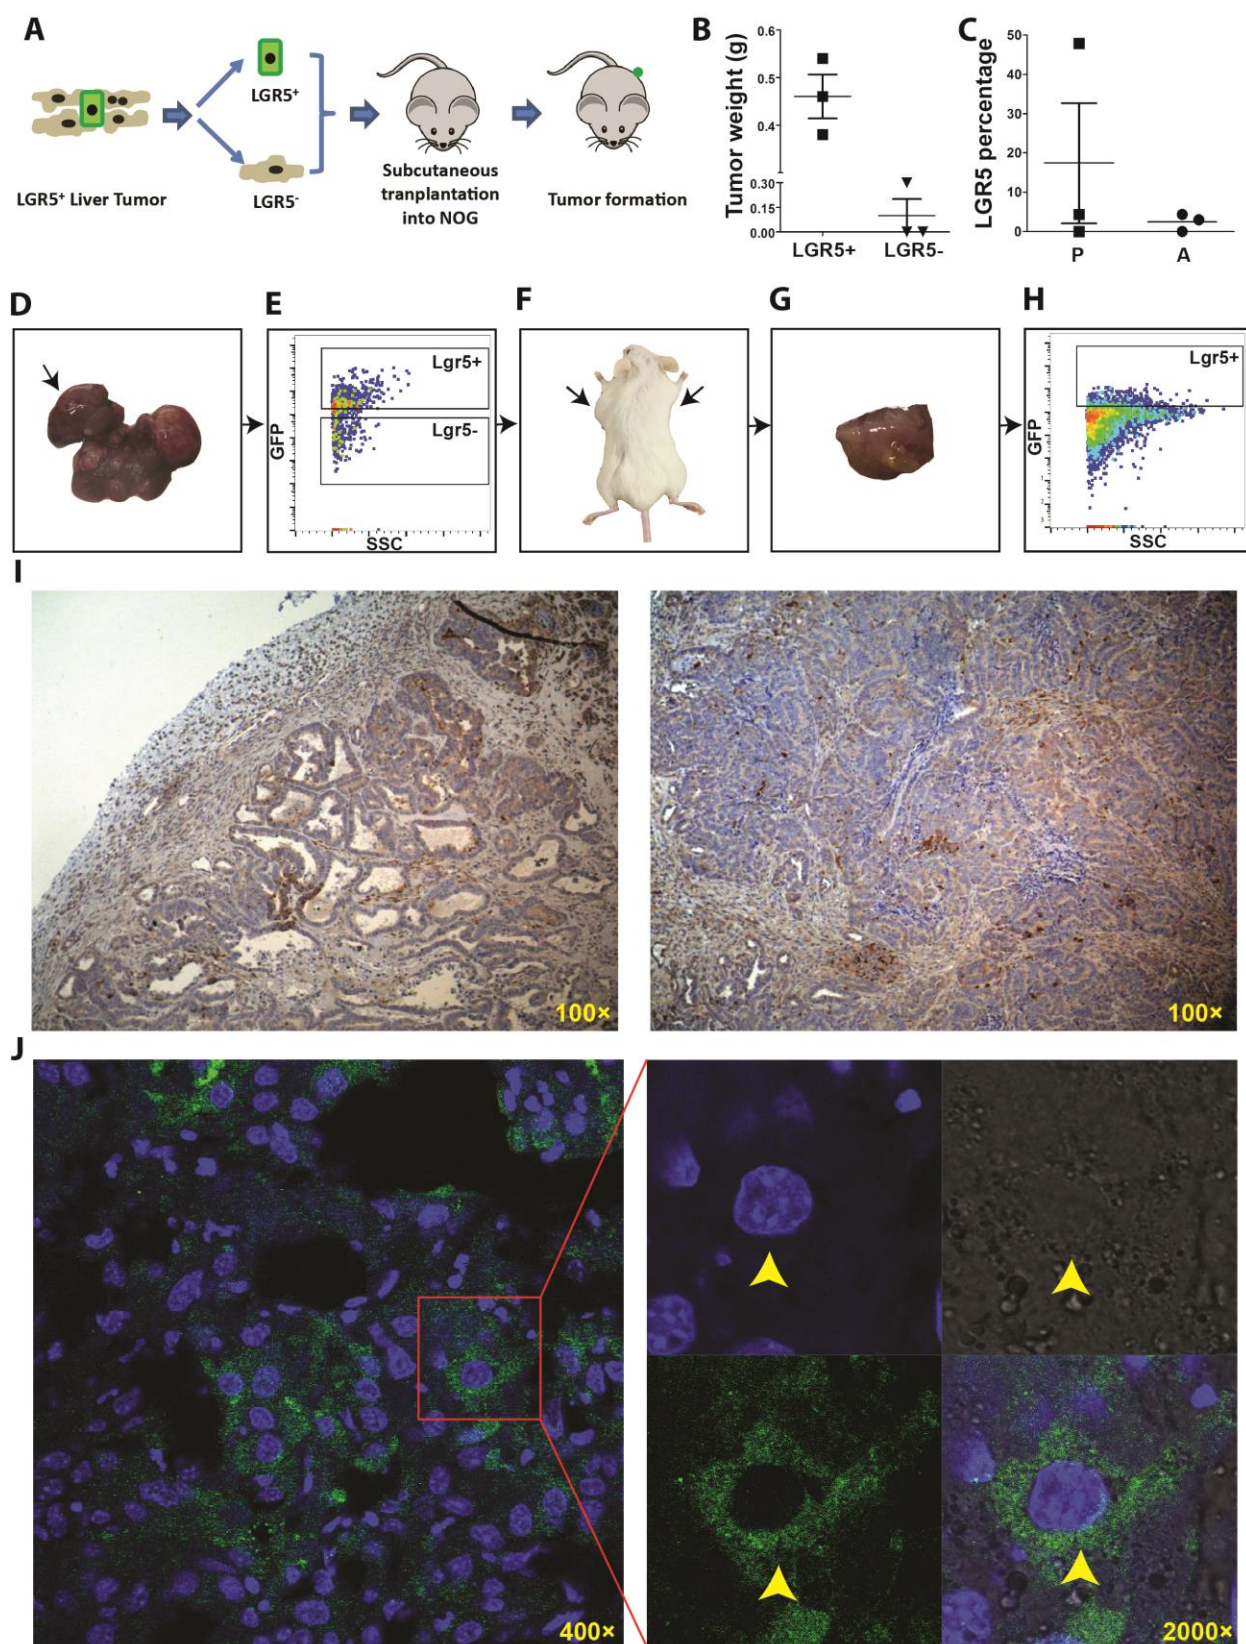 A
LGR5⁺ Liver Tumor
LGR5⁺
LGR5⁻
Subcutaneous
tranplantation
into NOG
Tumor formation
B
Tumor weight (g)
0.6
0.5
0.4
0.30
0.15
0.00
LGR5+
LGR5-
C
LGR5 percentage
50
40
30
20
10
0
P
A
D
E
Lgr5+
Lgr5-
GFP
SSC
F
G
H
Lgr5+
GFP
SSC
I
100×
100×
J
400×
2000×